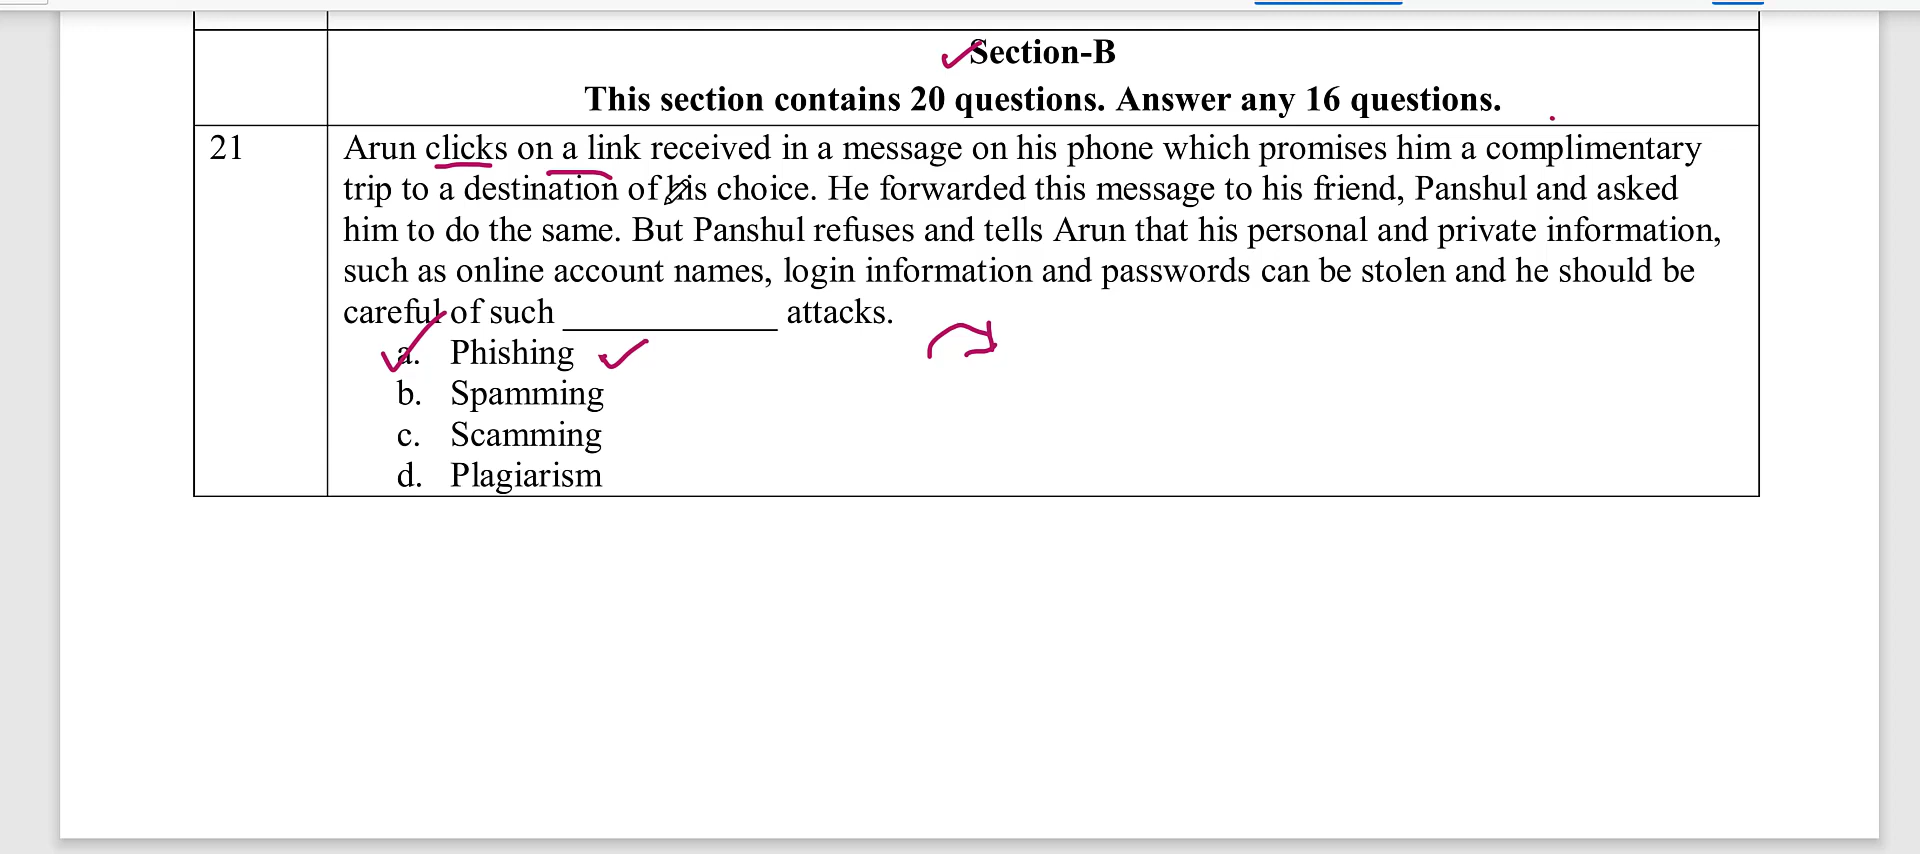 Section-B
This section contains 20 questions. Answer any 16 questions.
21
Arun clicks on a link received in a message on his phone which promises him a complimentary
trip to a destination of his choice. He forwarded this message to his friend, Panshul and asked
him to do the same. But Panshul refuses and tells Arun that his personal and private information,
such as online account names, login information and passwords can be stolen and he should be
careful of such ____________ attacks.
a. Phishing
b. Spamming
c. Scamming
d. Plagiarism